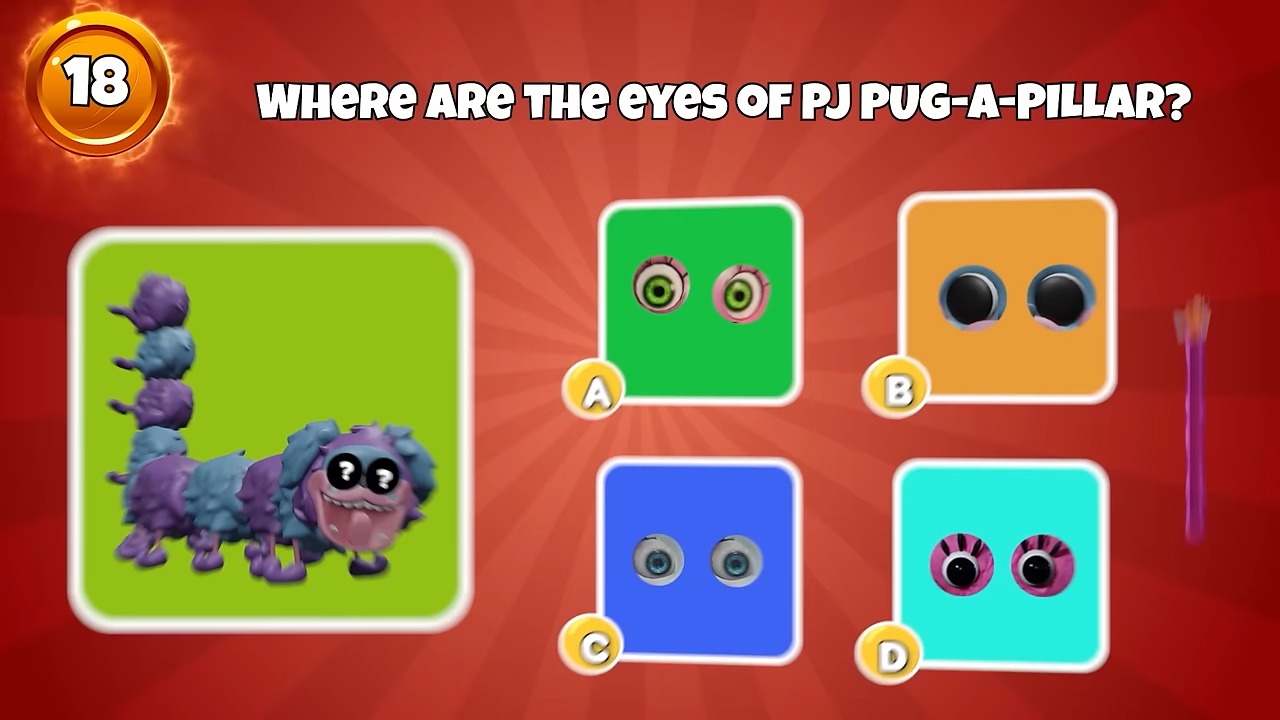 18
WHERE ARE THE EYES OF PJ PUG-A-PILLAR?
? ?
A
B
C
D